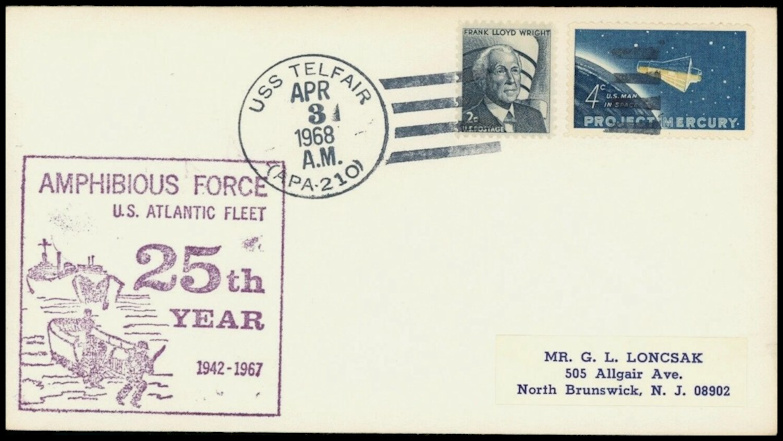 USS TELFAIR
APR
31
1968
A.M.
(APA-210)
FRANK LLOYD WRIGHT
2c
U.S. POSTAGE
4c
U.S. MAN
IN SPACE
PROJECT MERCURY
AMPHIBIOUS FORCE
U.S. ATLANTIC FLEET
25th
YEAR
1942-1967
MR. G. L. LONCSAK
505 Allgair Ave.
North Brunswick, N. J. 08902